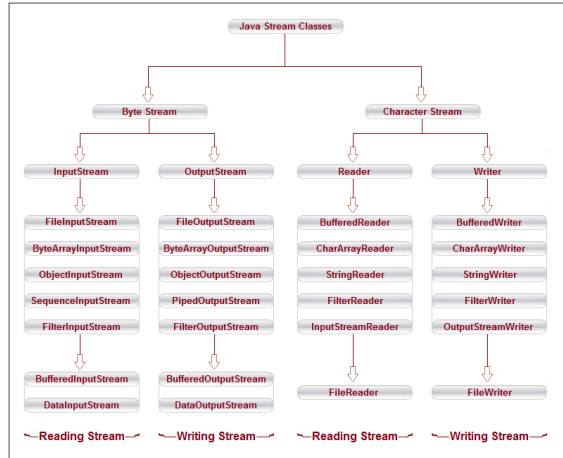 Java Stream Classes
Byte Stream
Character Stream
InputStream
OutputStream
Reader
Writer
FileInputStream
ByteArrayInputStream
ObjectInputStream
SequenceInputStream
FilterInputStream
FileOutputStream
ByteArrayOutputStream
ObjectOutputStream
PipedOutputStream
FilterOutputStream
BufferedReader
CharArrayReader
StringReader
FilterReader
InputStreamReader
BufferedWriter
CharArrayWriter
StringWriter
FilterWriter
OutputStreamWriter
BufferedInputStream
DataInputStream
BufferedOutputStream
DataOutputStream
FileReader
FileWriter
Reading Stream
Writing Stream
Reading Stream
Writing Stream